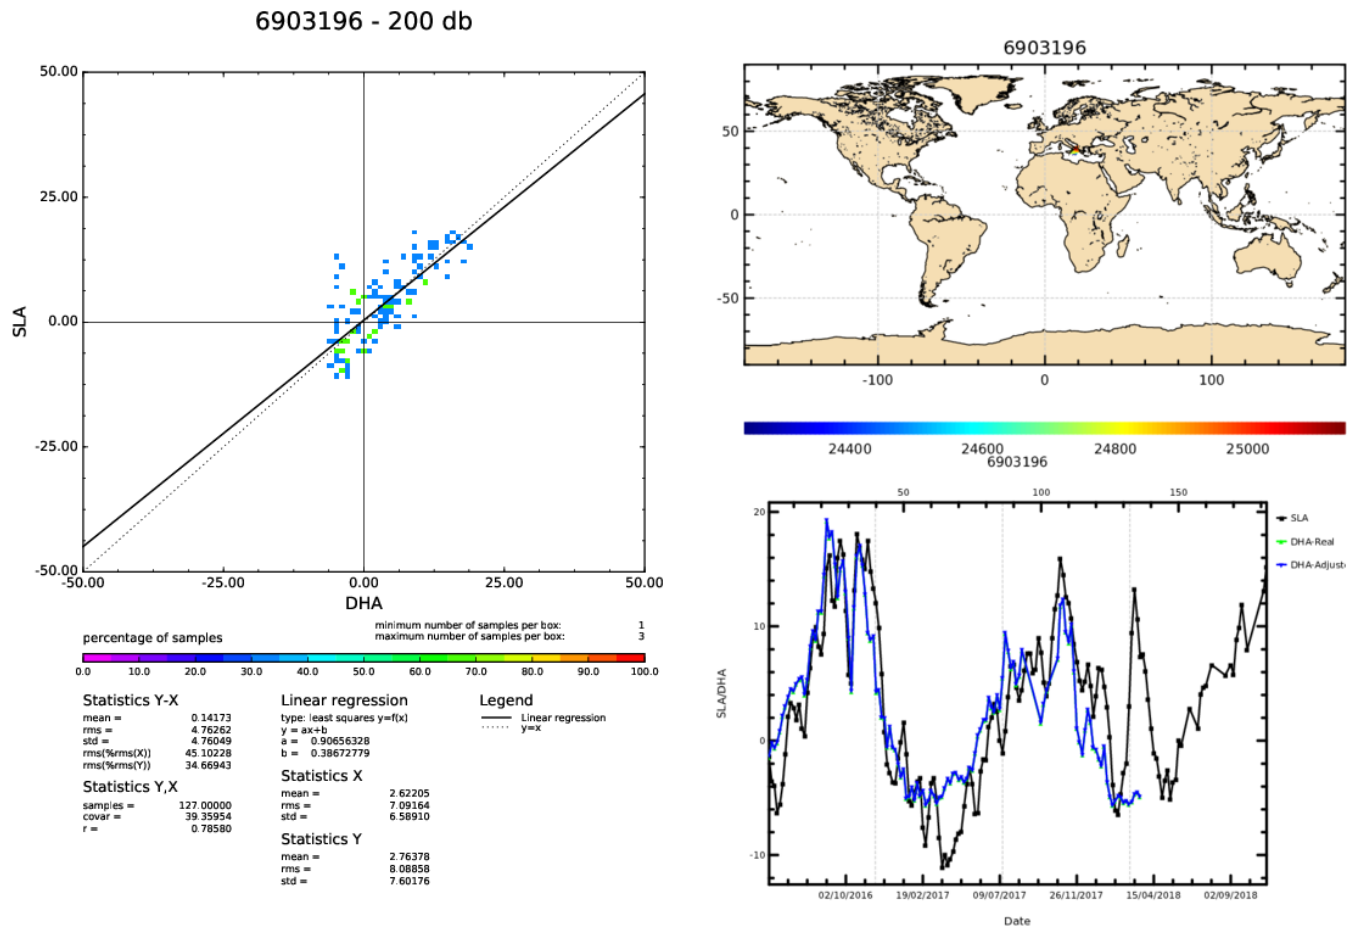 6903196 - 200 db
50.00
25.00
0.00
-25.00
-50.00
SLA
-50.00 -25.00 0.00 25.00 50.00
DHA
minimum number of samples per box: 1
maximum number of samples per box: 3
percentage of samples
0.0 10.0 20.0 30.0 40.0 50.0 60.0 70.0 80.0 90.0 100.0
Statistics Y-X
mean = 0.14173
rms = 4.76262
std = 4.76049
rms(%rms(X)) 45.10228
rms(%rms(Y)) 34.66943
Statistics Y,X
samples = 127.00000
covar = 39.35954
r = 0.78580
Linear regression
type: least squares y=f(x)
y = ax+b
a = 0.90656328
b = 0.38672779
Statistics X
mean = 2.62205
rms = 7.09164
std = 6.58910
Statistics Y
mean = 2.76378
rms = 8.08858
std = 7.60176
Legend
Linear regression
y=x
6903196
50
0
-50
-100 0 100
24400 24600 24800 25000
6903196
50 100 150
20
10
0
-10
SLA/DHA
02/10/2016 19/02/2017 09/07/2017 26/11/2017 15/04/2018 02/09/2018
Date
SLA
DHA-Real
DHA-Adjust